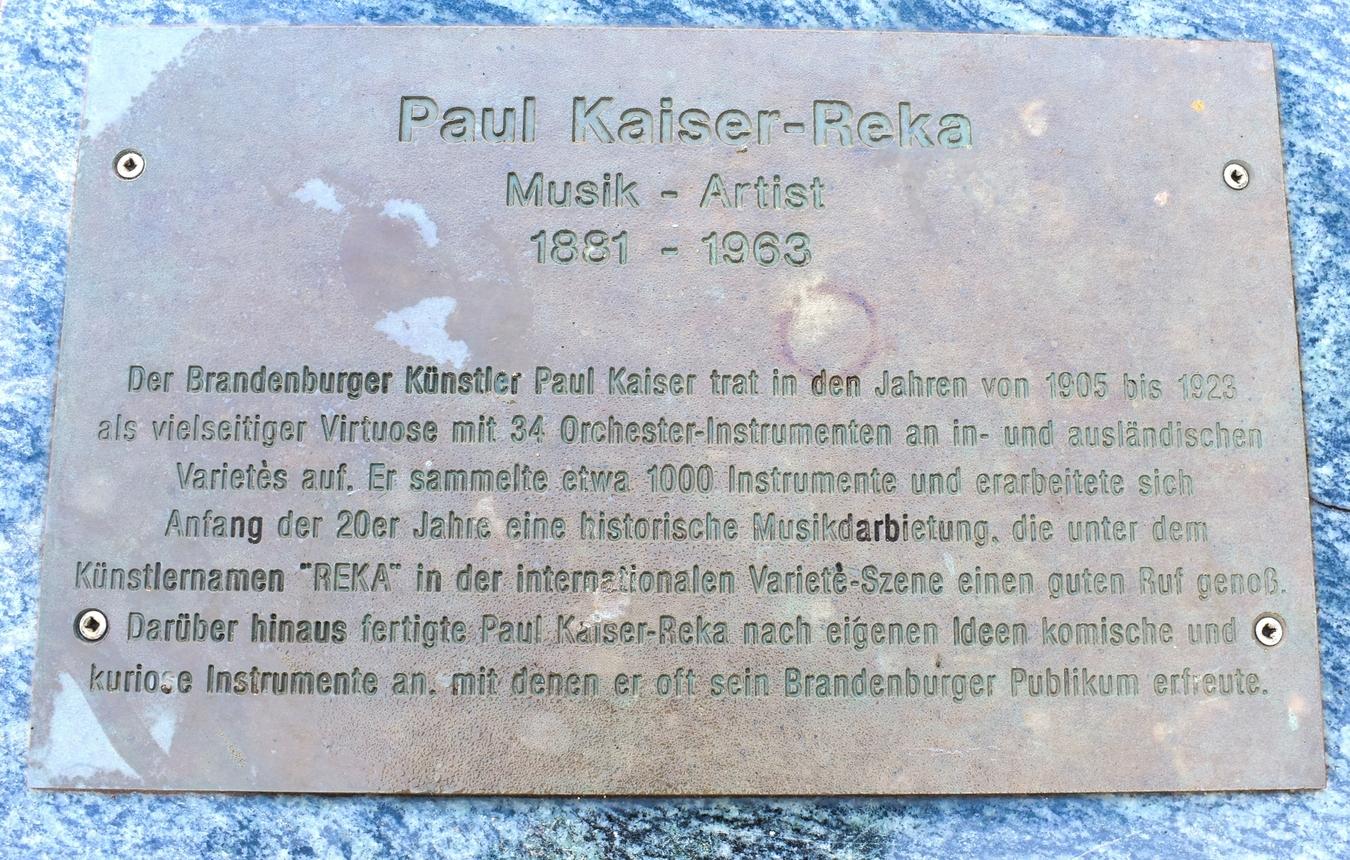 Paul Kaiser-Reka
Musik - Artist
1881 - 1963
Der Brandenburger Künstler Paul Kaiser trat in den Jahren von 1905 bis 1923
als vielseitiger Virtuose mit 34 Orchester-Instrumenten an in- und ausländischen
Varietès auf. Er sammelte etwa 1000 Instrumente und erarbeitete sich
Anfang der 20er Jahre eine historische Musikdarbietung, die unter dem
Künstlernamen "REKA" in der internationalen Varietè-Szene einen guten Ruf genoß.
Darüber hinaus fertigte Paul Kaiser-Reka nach eigenen Ideen komische und
kuriose Instrumente an, mit denen er oft sein Brandenburger Publikum erfreute.